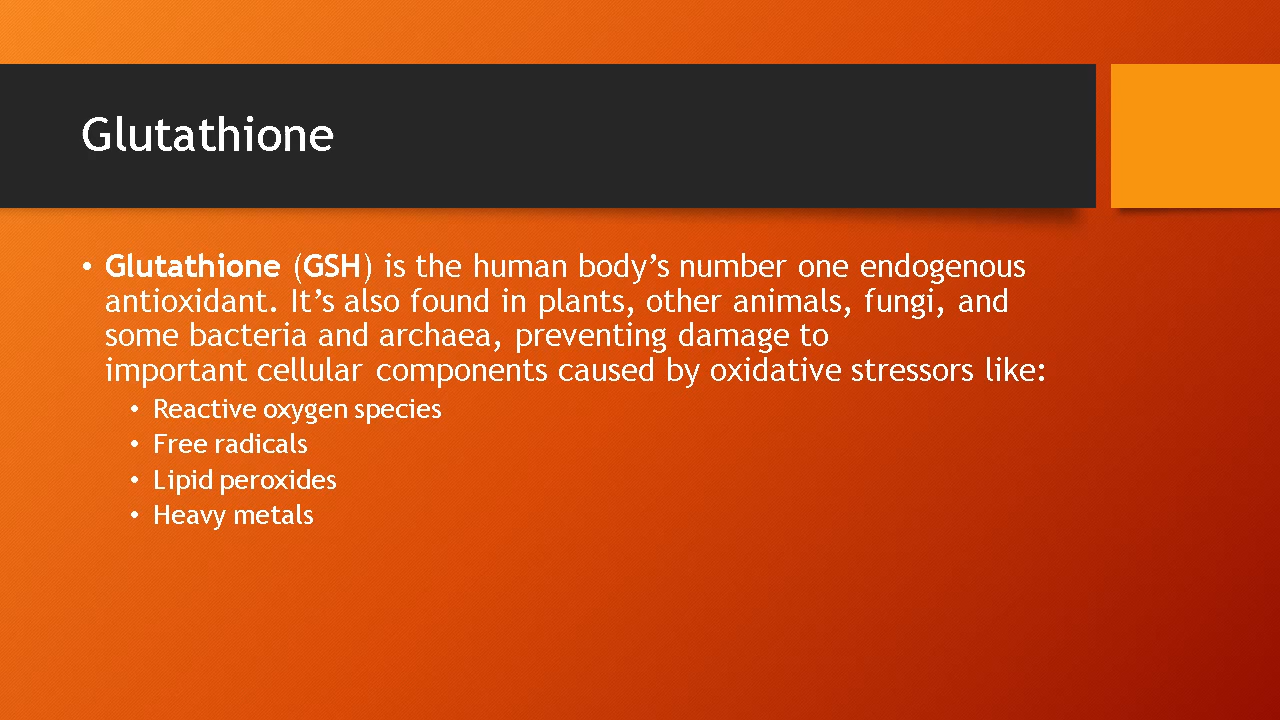 Glutathione
• Glutathione (GSH) is the human body’s number one endogenous
antioxidant. It’s also found in plants, other animals, fungi, and
some bacteria and archaea, preventing damage to
important cellular components caused by oxidative stressors like:
• Reactive oxygen species
• Free radicals
• Lipid peroxides
• Heavy metals